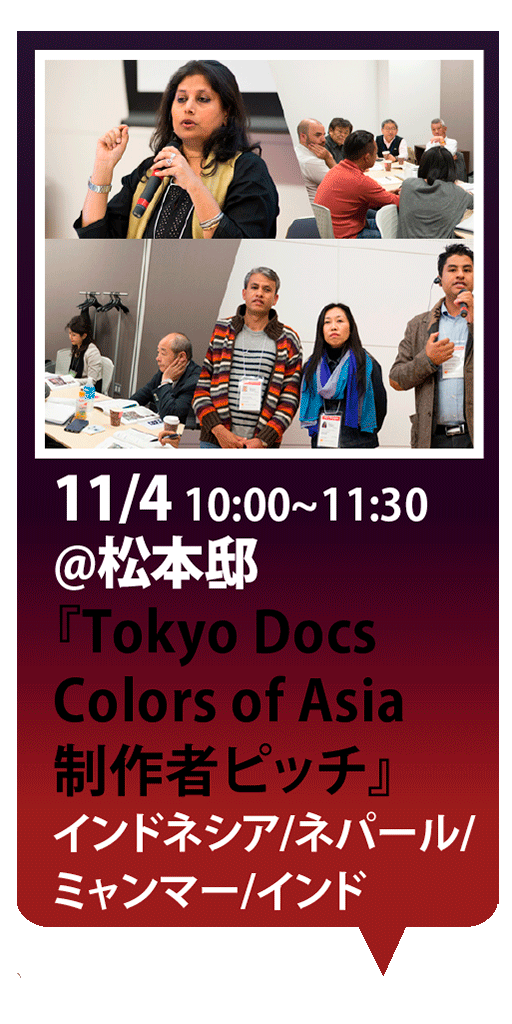 11/4 10:00~11:30
@松本邸
『Tokyo Docs
Colors of Asia
制作者ピッチ』
インドネシア/ネパール/
ミャンマー/インド